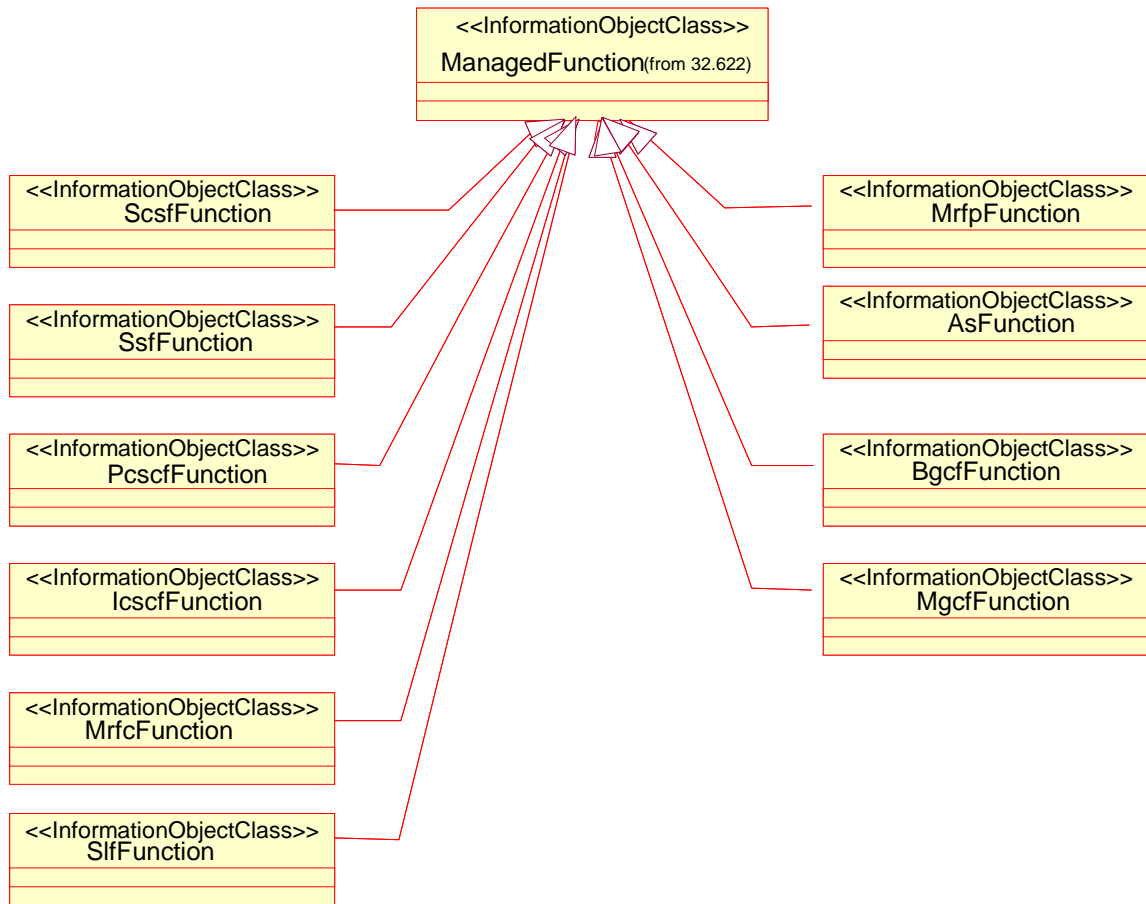 <<InformationObjectClass>>
ManagedFunction(from 32.622)
<<InformationObjectClass>>
ScsfFunction
<<InformationObjectClass>>
SsfFunction
<<InformationObjectClass>>
PcscfFunction
<<InformationObjectClass>>
IcscfFunction
<<InformationObjectClass>>
MrfcFunction
<<InformationObjectClass>>
SlfFunction
<<InformationObjectClass>>
MrfpFunction
<<InformationObjectClass>>
AsFunction
<<InformationObjectClass>>
BgcfFunction
<<InformationObjectClass>>
MgcfFunction